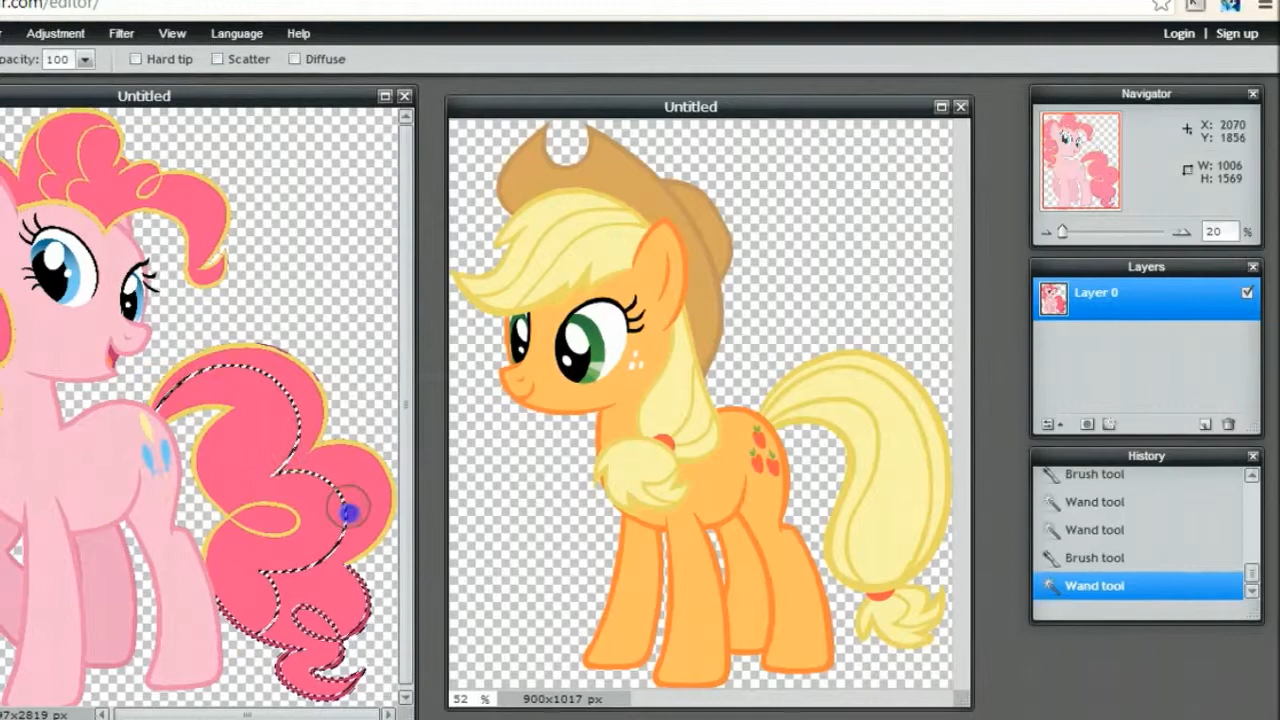 r.com/editor/
Adjustment Filter View Language Help Login | Sign up
pacity: 100 Hard tip Scatter Diffuse
Untitled
Untitled
Navigator
X: 2070
Y: 1856
W: 1006
H: 1569
20 %
Layers
Layer 0
History
Brush tool
Wand tool
Wand tool
Brush tool
Wand tool
52 % 900x1017 px
97x2819 px